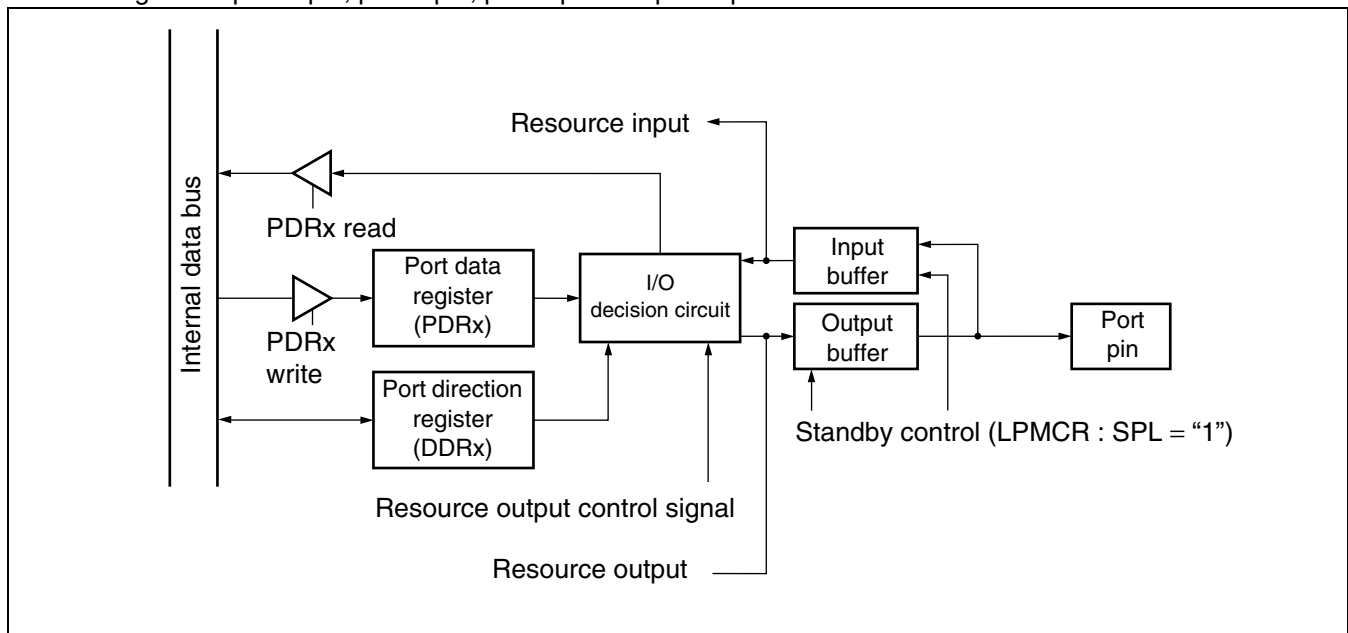 Resource input
Internal data bus
PDRx read
Port data
register
(PDRx)
PDRx
write
I/O
decision circuit
Input
buffer
Output
buffer
Port
pin
Port direction
register
(DDRx)
Standby control (LPMCR : SPL = “1”)
Resource output control signal
Resource output